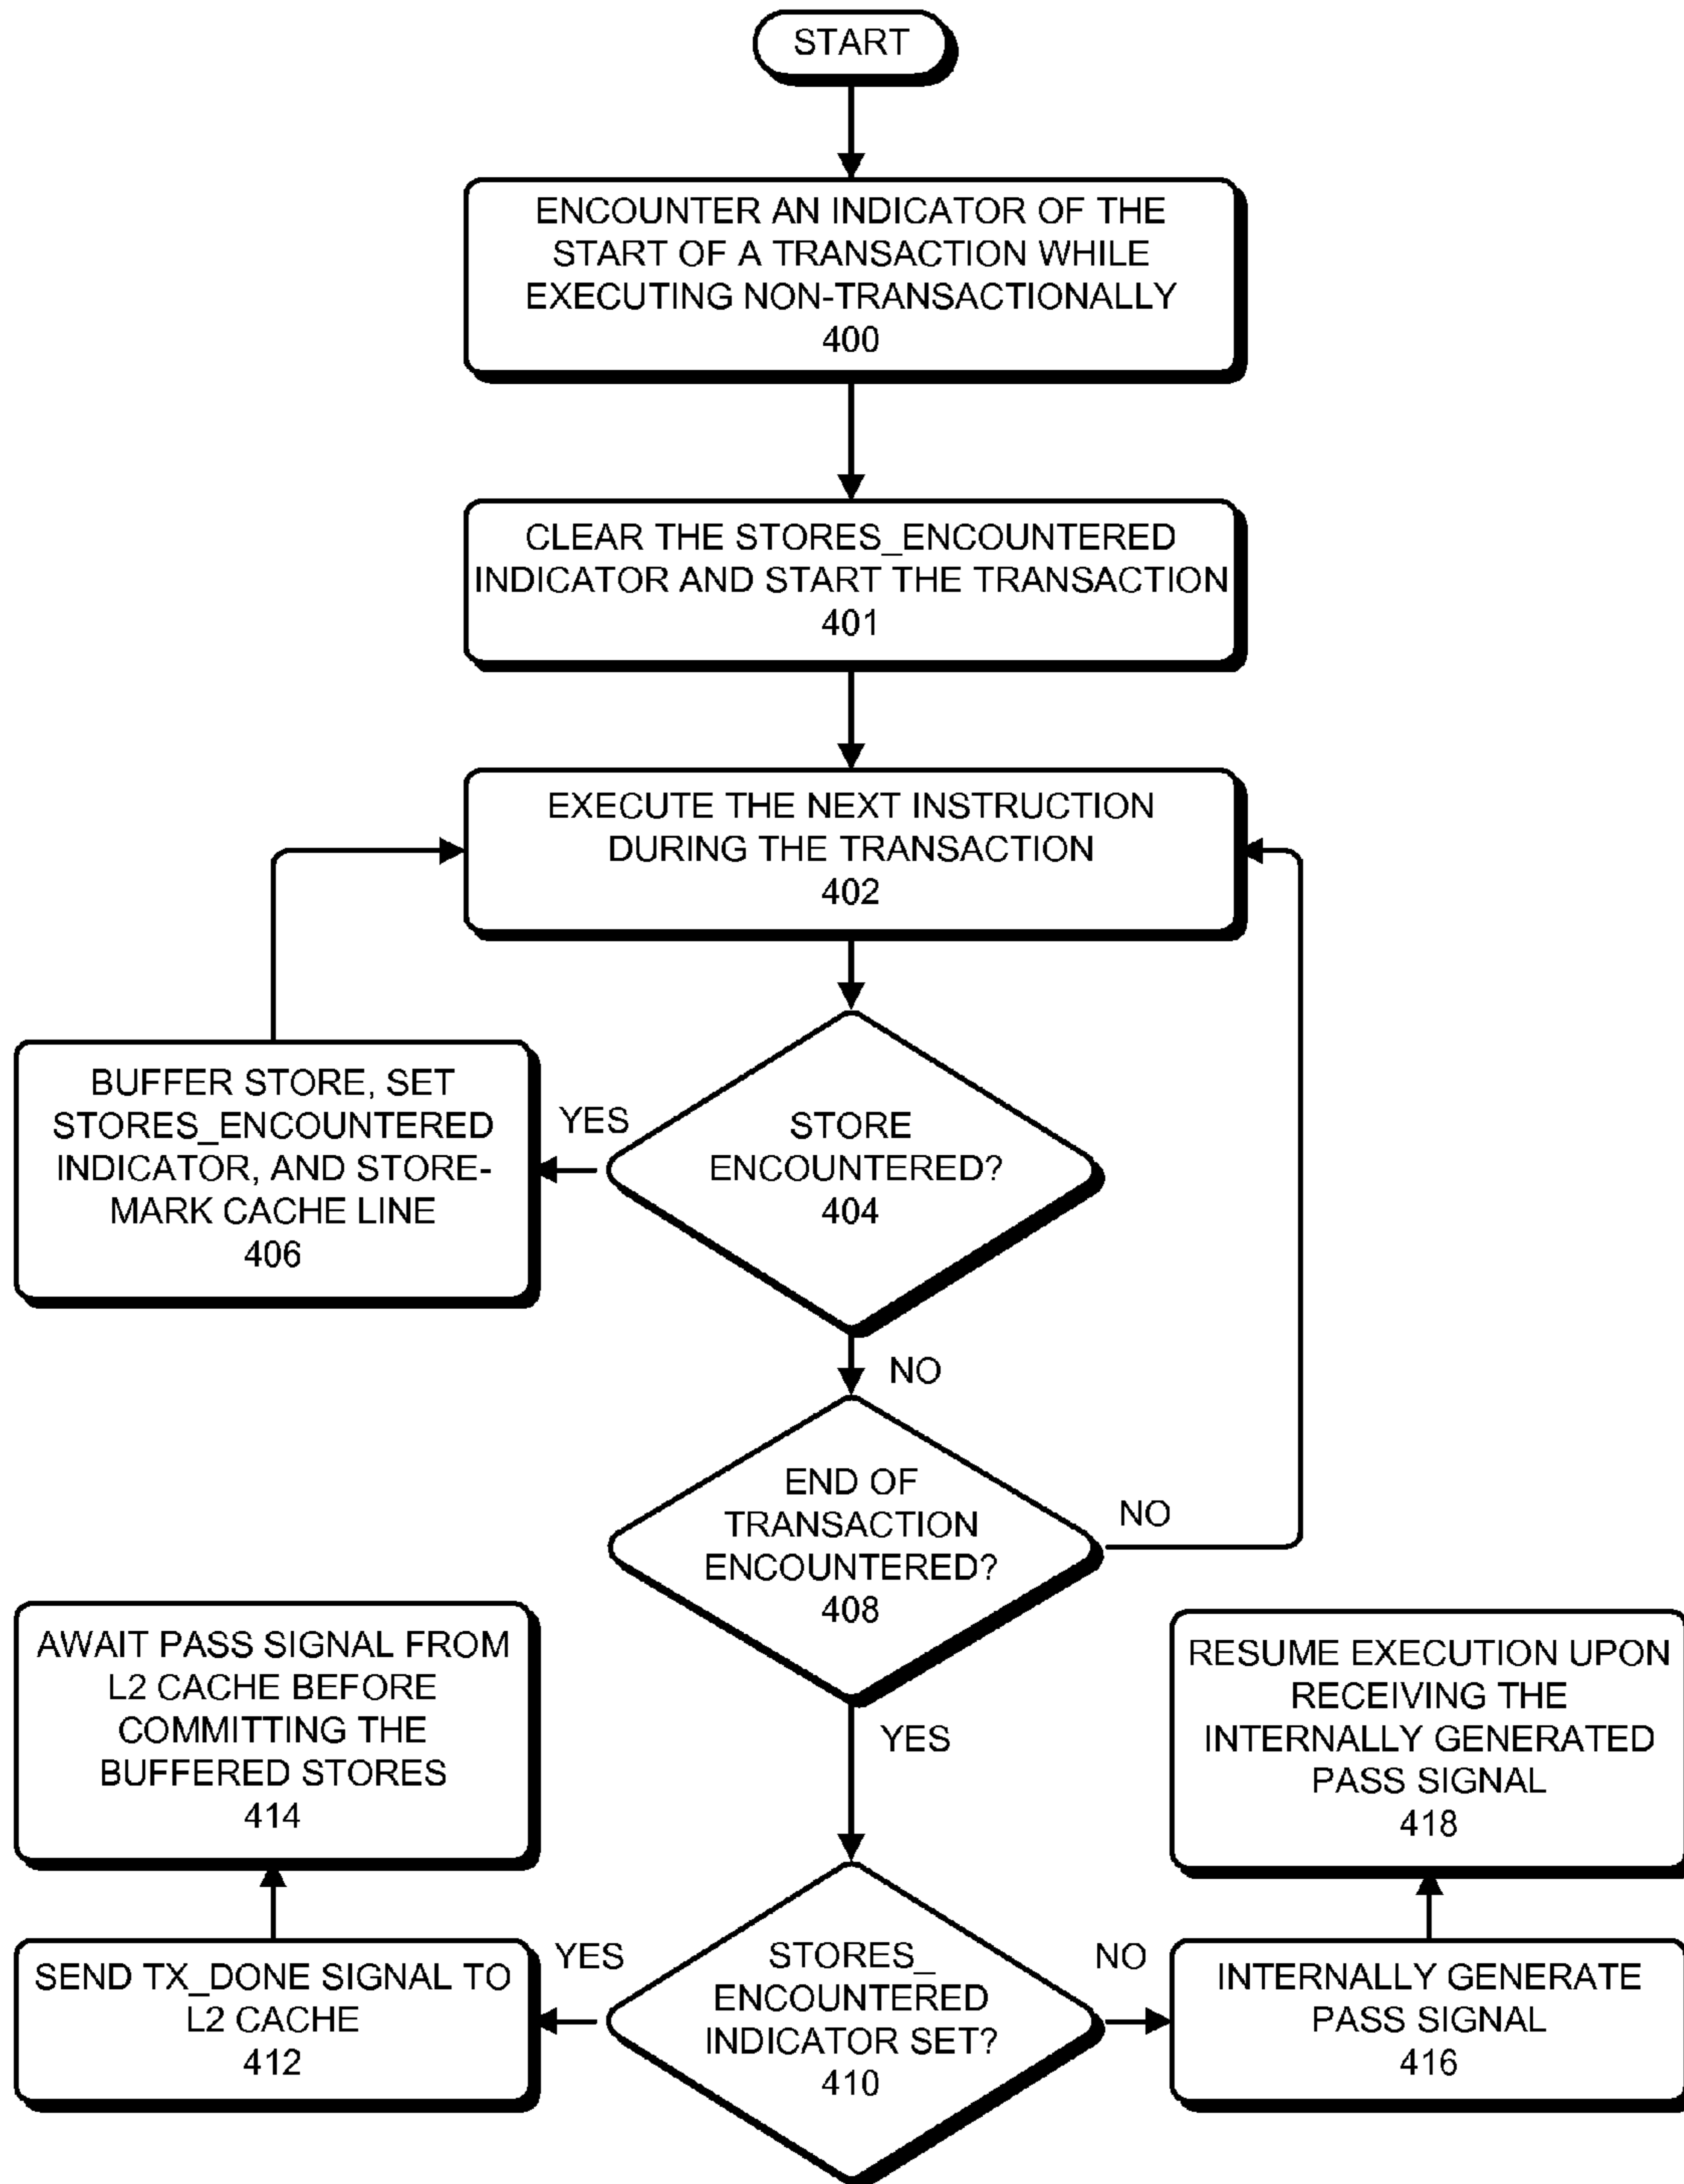 START
ENCOUNTER AN INDICATOR OF THE
START OF A TRANSACTION WHILE
EXECUTING NON-TRANSACTIONALLY
400
CLEAR THE STORES_ENCOUNTERED
INDICATOR AND START THE TRANSACTION
401
EXECUTE THE NEXT INSTRUCTION
DURING THE TRANSACTION
402
BUFFER STORE, SET
STORES_ENCOUNTERED
INDICATOR, AND STORE-
MARK CACHE LINE
406
YES
STORE
ENCOUNTERED?
404
NO
END OF
TRANSACTION
ENCOUNTERED?
408
NO
YES
AWAIT PASS SIGNAL FROM
L2 CACHE BEFORE
COMMITTING THE
BUFFERED STORES
414
RESUME EXECUTION UPON
RECEIVING THE
INTERNALLY GENERATED
PASS SIGNAL
418
SEND TX_DONE SIGNAL TO
L2 CACHE
412
YES
STORES_
ENCOUNTERED
INDICATOR SET?
410
NO
INTERNALLY GENERATE
PASS SIGNAL
416